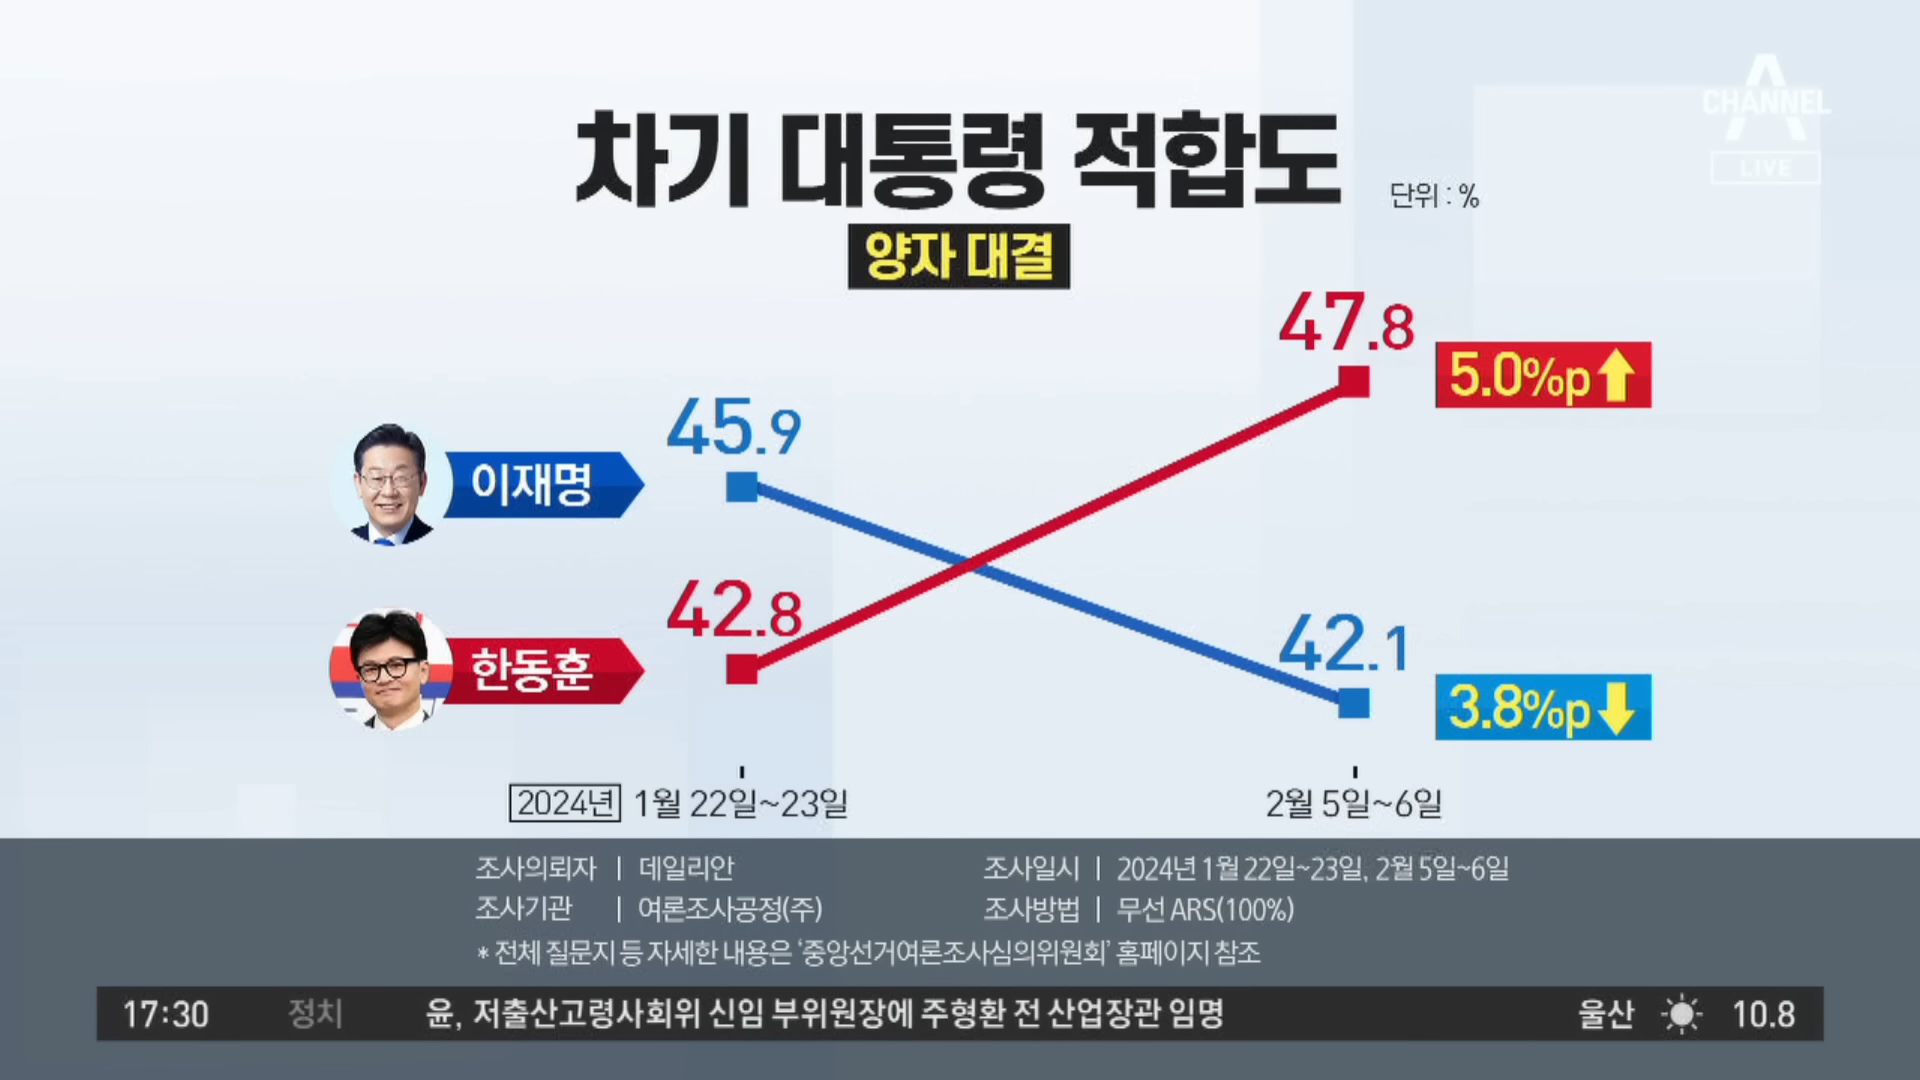 차기 대통령 적합도
단위 : %
CHANNEL A
LIVE
양자 대결
47.8
5.0%p
45.9
이재명
42.8
한동훈
42.1
3.8%p
2024년 1월 22일~23일
2월 5일~6일
조사의뢰자 | 데일리안
조사일시 | 2024년 1월 22일~23일, 2월 5일~6일
조사기관 | 여론조사공정(주)
조사방법 | 무선 ARS(100%)
* 전체 질문지 등 자세한 내용은 '중앙선거여론조사심의위원회' 홈페이지 참조
17:30 정치 윤, 저출산고령사회위 신임 부위원장에 주형환 전 산업장관 임명 울산 10.8